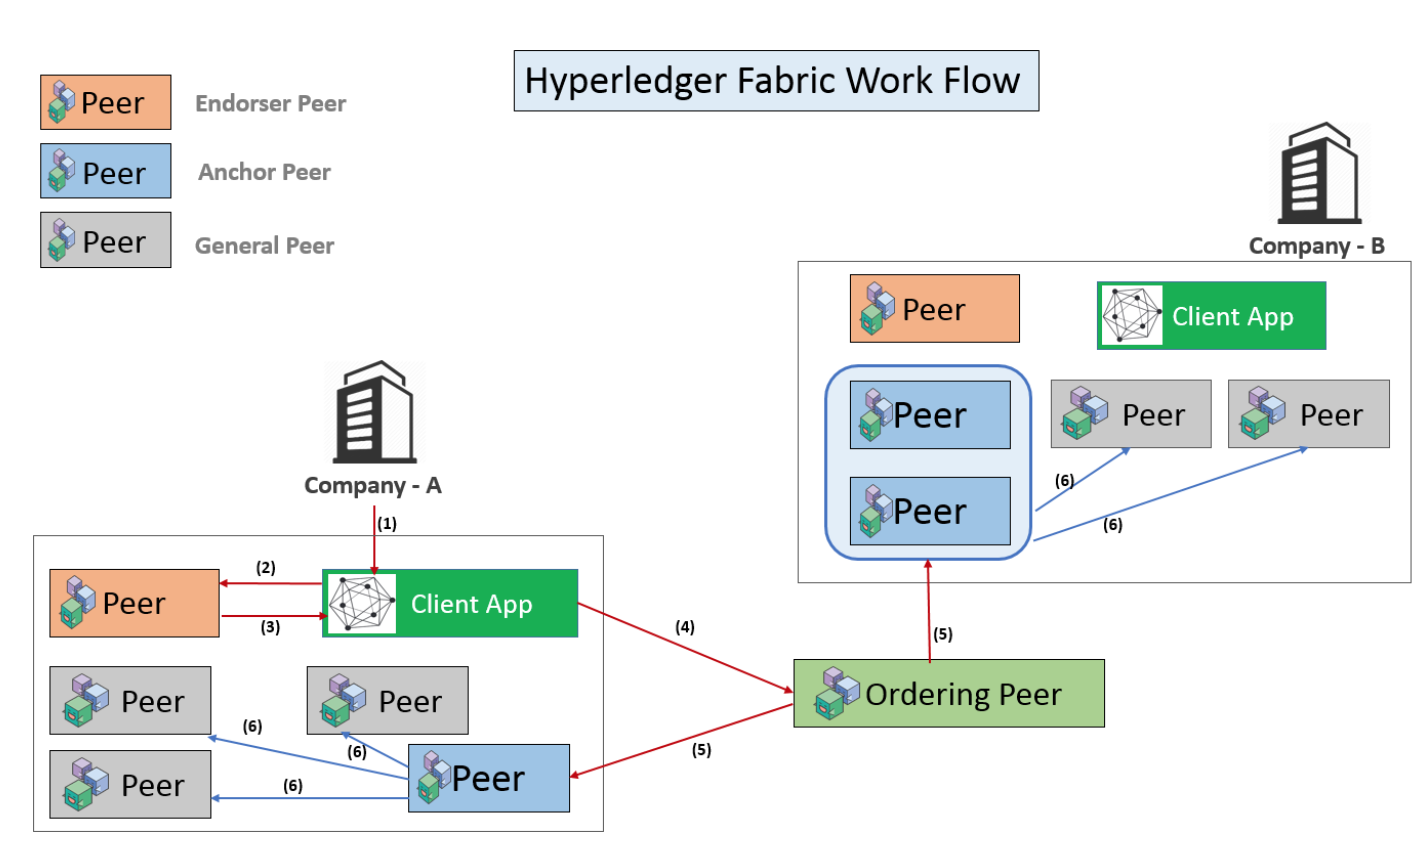 Hyperledger Fabric Work Flow
Peer Endorser Peer
Peer Anchor Peer
Peer General Peer
Company - B
Peer
Client App
Peer
Peer
Peer
Peer
(6)
(6)
Company - A
(1)
Peer
(2)
(3)
Client App
(4)
(5)
Ordering Peer
(5)
Peer
Peer
(6)
(6)
Peer
(6)
Peer